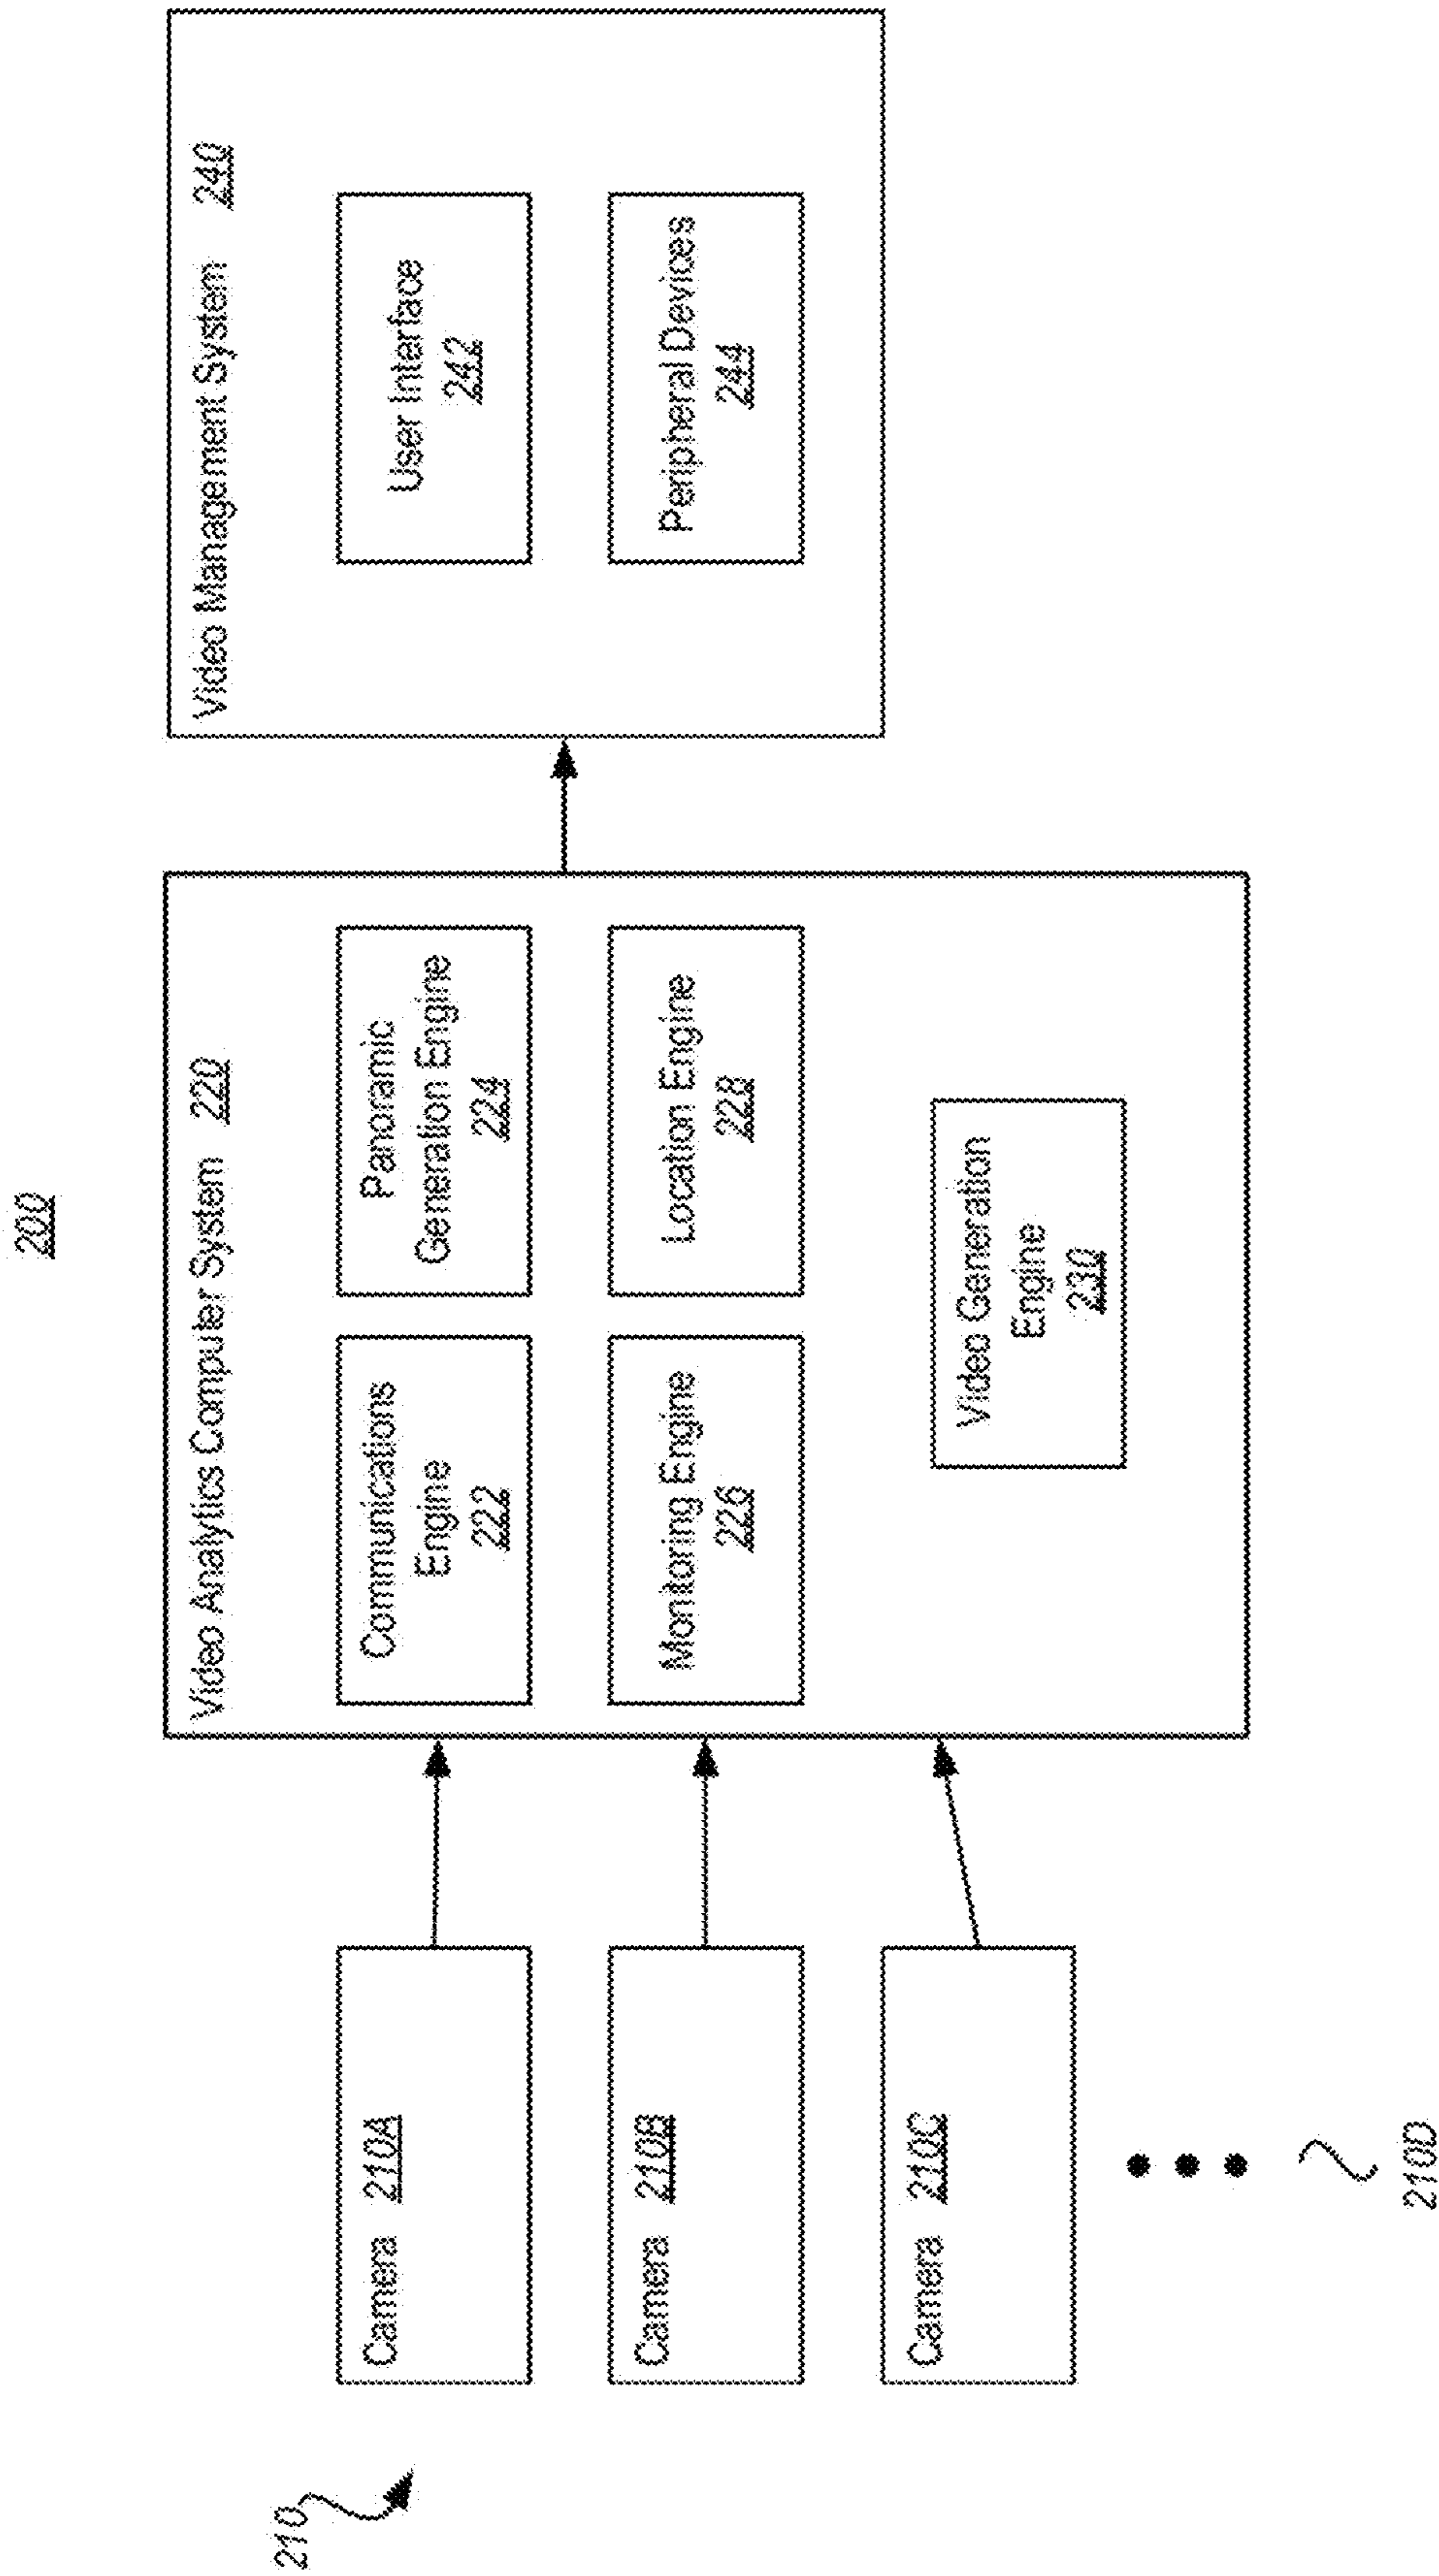 200
210
Camera 210A
Camera 210B
Camera 210C
210D
Video Analytics Computer System 220
Communications
Engine
222
Panoramic
Generation Engine
224
Monitoring Engine
226
Location Engine
228
Video Generation
Engine
230
Video Management System 240
User Interface
242
Peripheral Devices
244